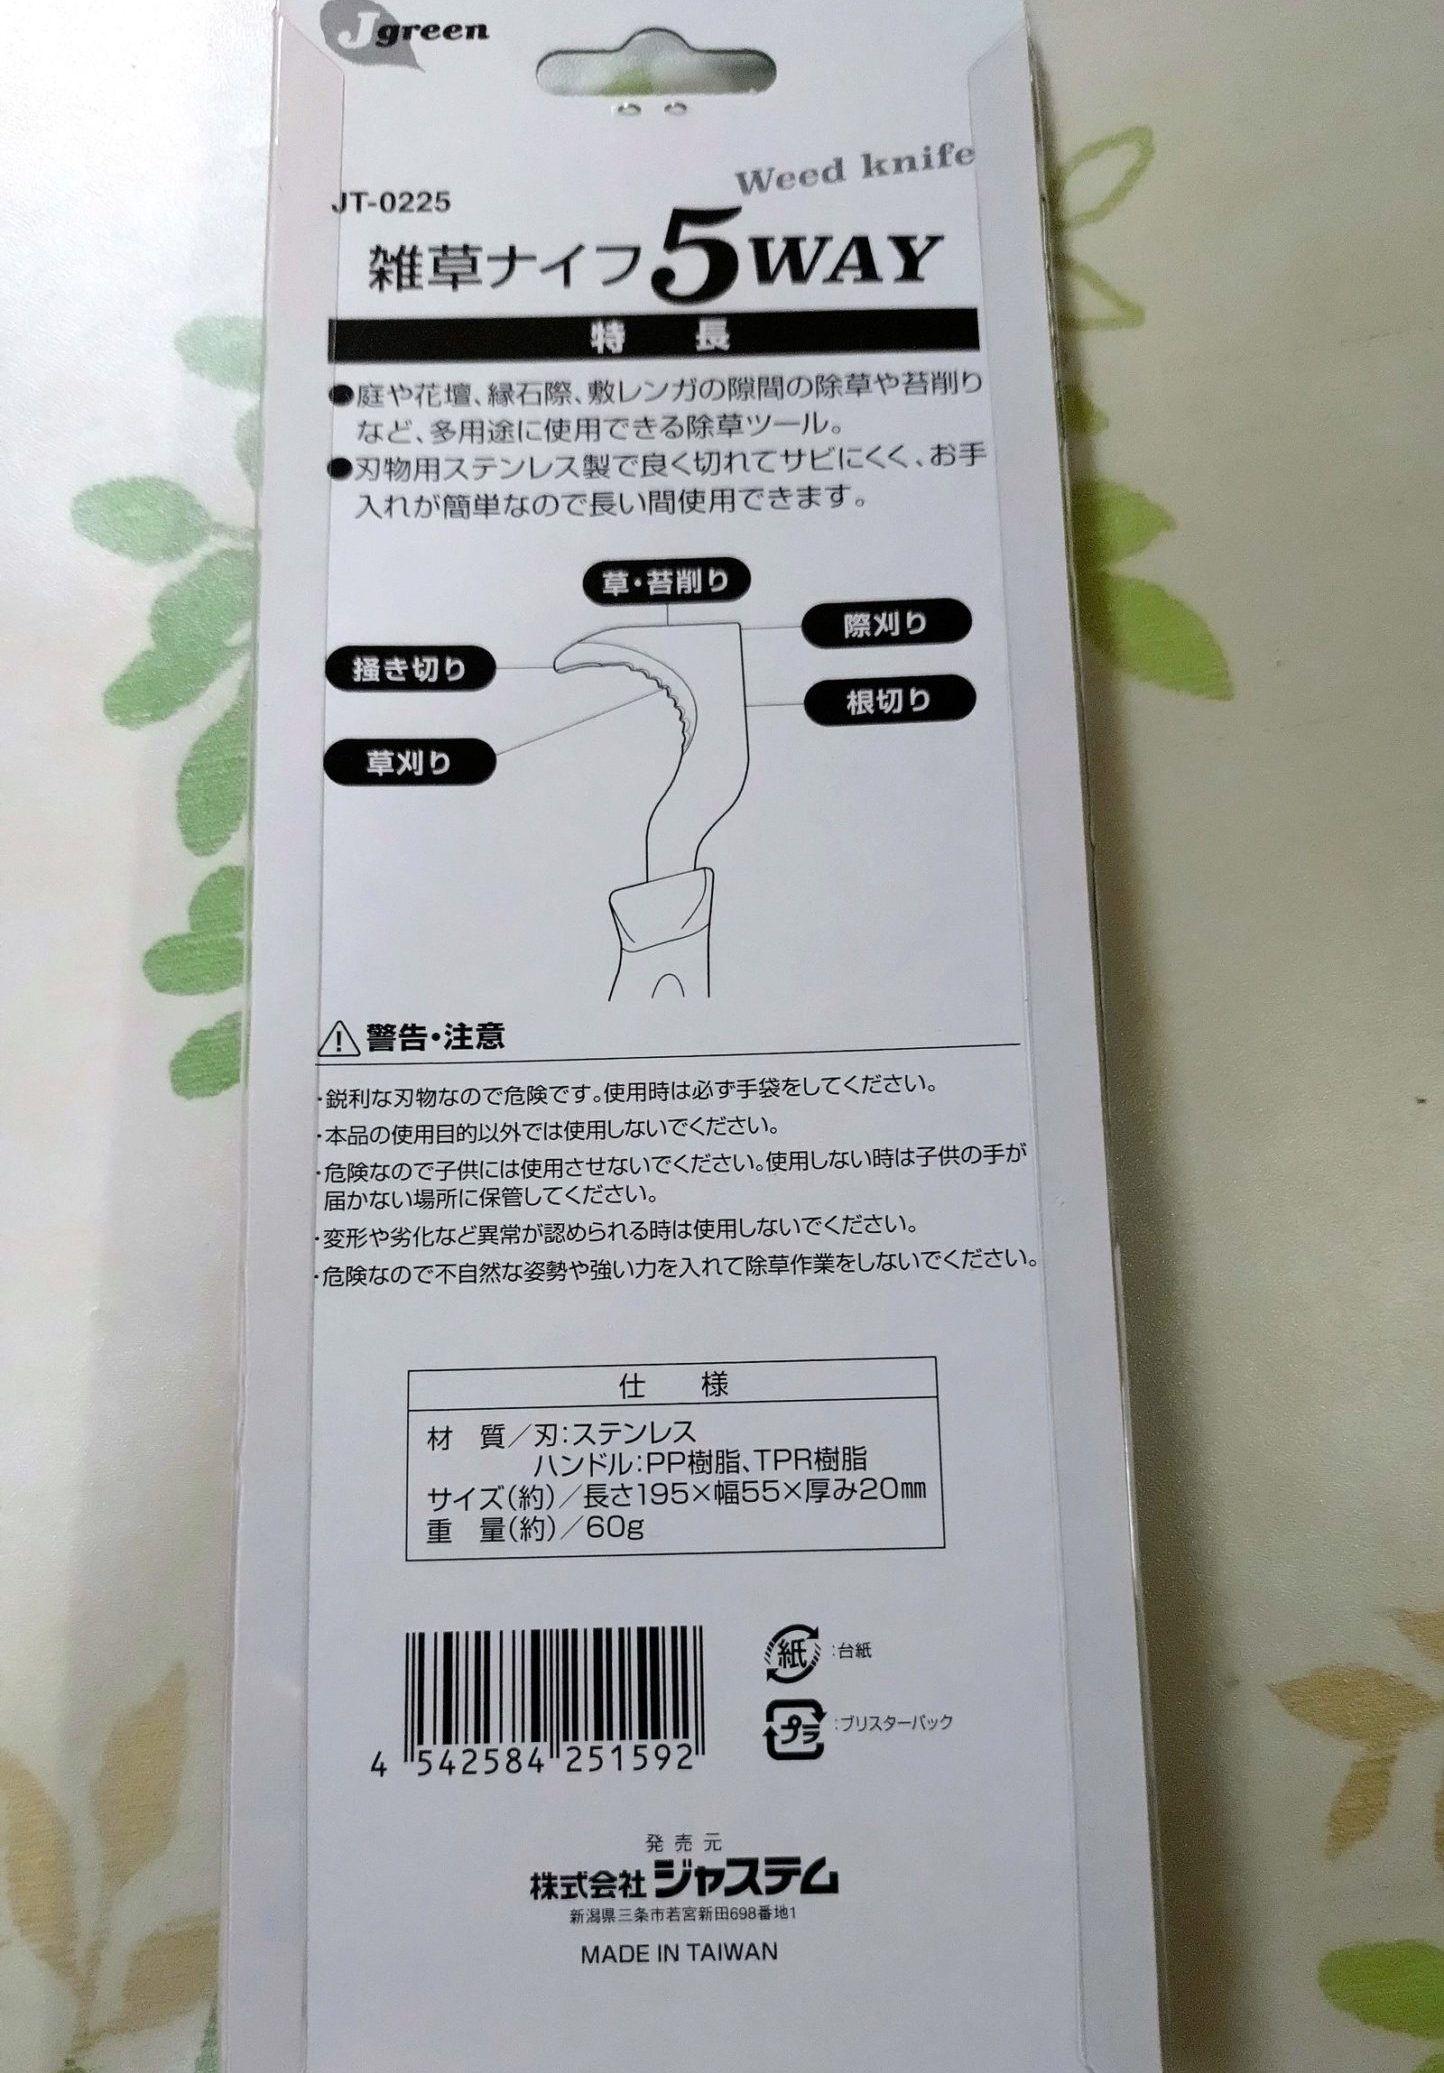 Jgreen
Weed knife
JT-0225
雑草ナイフ5WAY
特 長
●庭や花壇、縁石際、敷レンガの隙間の除草や苔削り
など、多用途に使用できる除草ツール。
●刃物用ステンレス製で良く切れてサビにくく、お手
入れが簡単なので長い間使用できます。
草・苔削り
際刈り
掻き切り
根切り
草刈り
警告・注意
・鋭利な刃物なので危険です。使用時は必ず手袋をしてください。
・本品の使用目的以外では使用しないでください。
・危険なので子供には使用させないでください。使用しない時は子供の手が
届かない場所に保管してください。
・変形や劣化など異常が認められる時は使用しないでください。
・危険なので不自然な姿勢や強い力を入れて除草作業をしないでください。
仕 様
材 質／刃:ステンレス
ハンドル:PP樹脂、TPR樹脂
サイズ(約)／長さ195×幅55×厚み20㎜
重 量(約)／60g
紙:台紙
プラ:ブリスターパック
4 542584 251592
発売元
株式会社ジャステム
新潟県三条市若宮新田698番地1
MADE IN TAIWAN